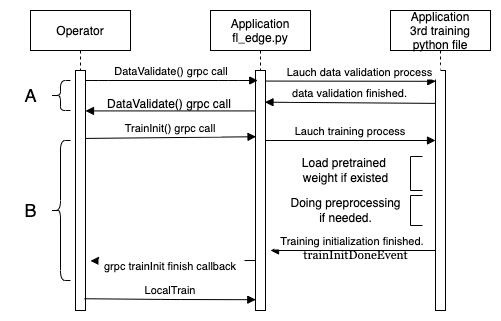 Operator
Application
fl_edge.py
Application
3rd training
python file
DataValidate() grpc call
Lauch data validation process
A
data validation finished.
DataValidate() grpc call
TrainInit() grpc call
Lauch training process
Load pretrained
weight if existed
B
Doing preprocessing
if needed.
Training initialization finished.
trainInitDoneEvent
grpc trainInit finish callback
LocalTrain